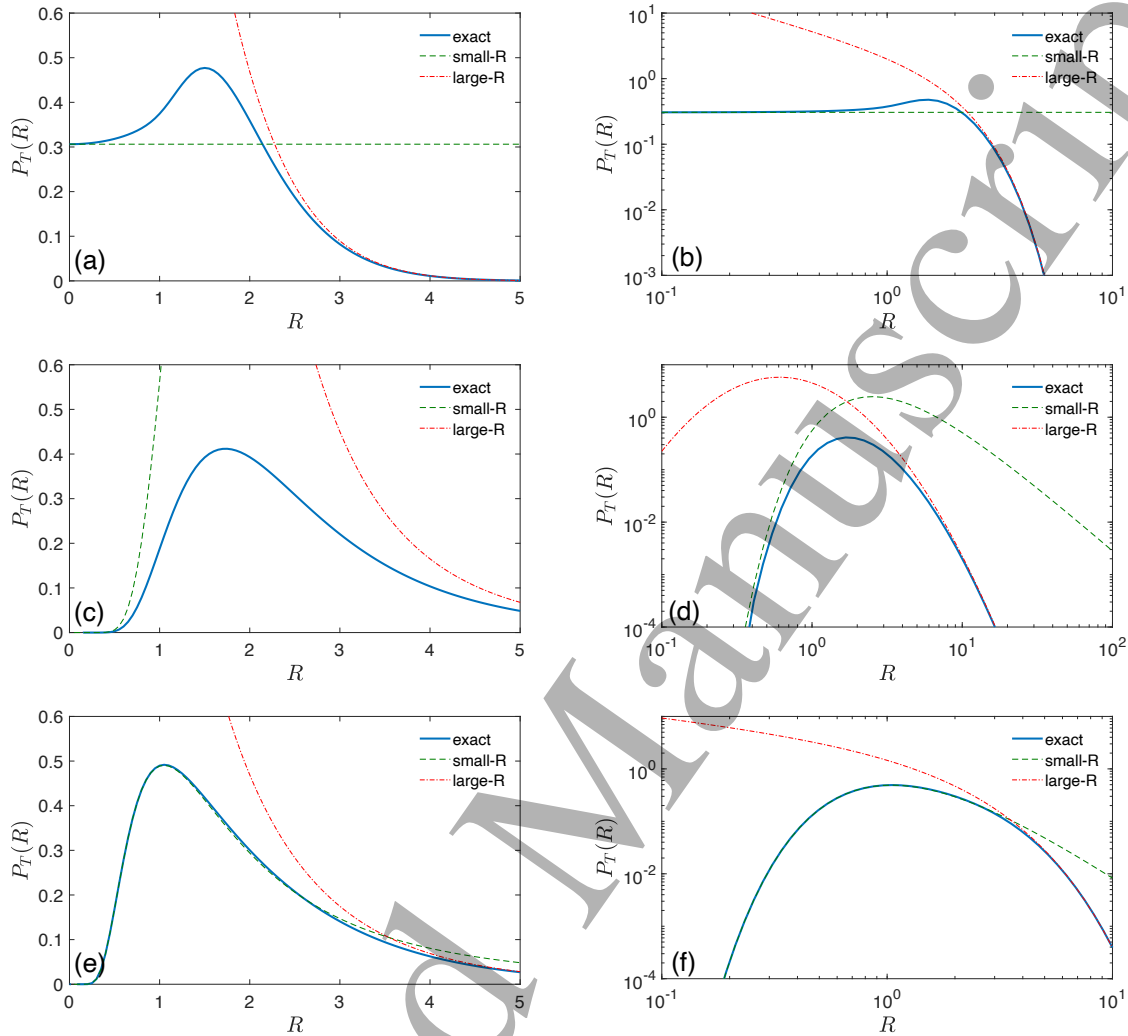 0.6
0.5
0.4
0.3
0.2
0.1
0
P_T(R)
exact
small-R
large-R
(a)
0 1 2 3 4 5
R
10^1
10^0
10^-1
10^-2
10^-3
P_T(R)
exact
small-R
large-R
(b)
10^-1 10^0 10^1
R
0.6
0.5
0.4
0.3
0.2
0.1
0
P_T(R)
exact
small-R
large-R
(c)
0 1 2 3 4 5
R
10^0
10^-2
10^-4
P_T(R)
exact
small-R
large-R
(d)
10^-1 10^0 10^1 10^2
R
0.6
0.5
0.4
0.3
0.2
0.1
0
P_T(R)
exact
small-R
large-R
(e)
0 1 2 3 4 5
R
10^0
10^-2
10^-4
P_T(R)
exact
small-R
large-R
(f)
10^-1 10^0 10^1
R
d Manuscrip